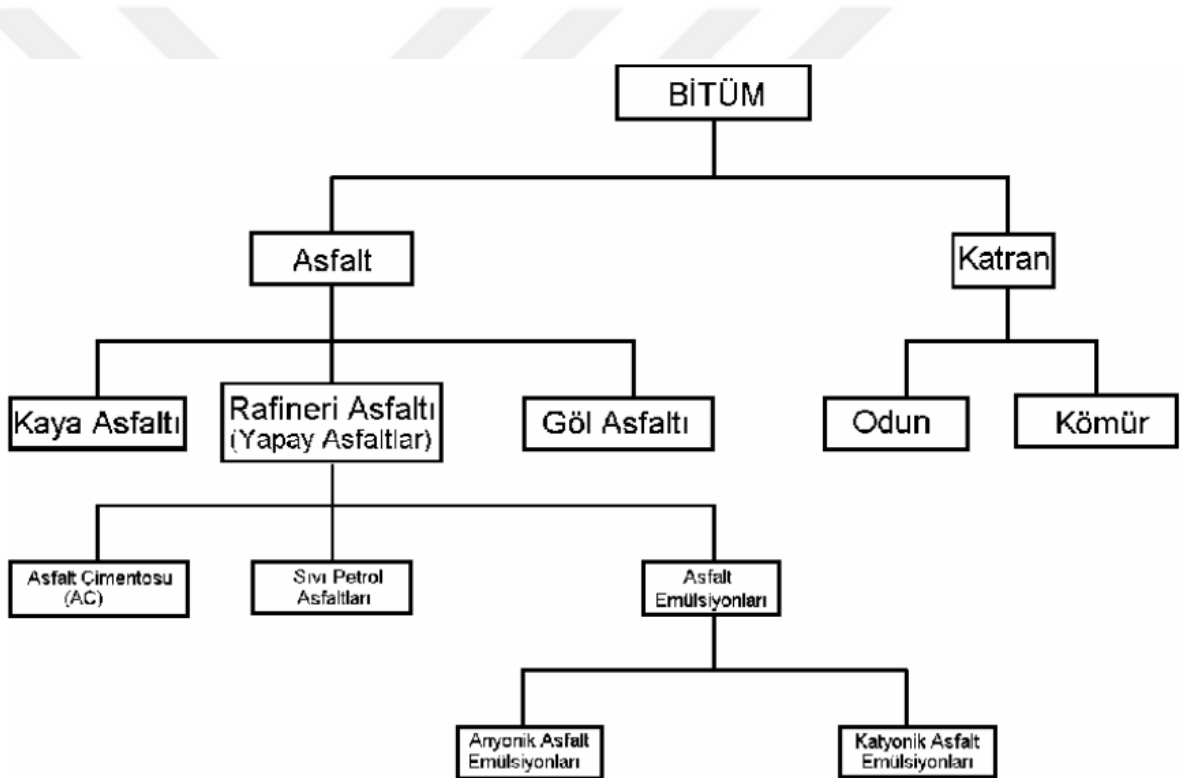 BİTÜM
Asfalt
Katran
Kaya Asfaltı
Rafineri Asfaltı
(Yapay Asfaltlar)
Göl Asfaltı
Odun
Kömür
Asfalt Çimentosu
(AC)
Sıvı Petrol
Asfaltları
Asfalt
Emülsiyonları
Anyonik Asfalt
Emülsiyonları
Katyonik Asfalt
Emülsiyonları